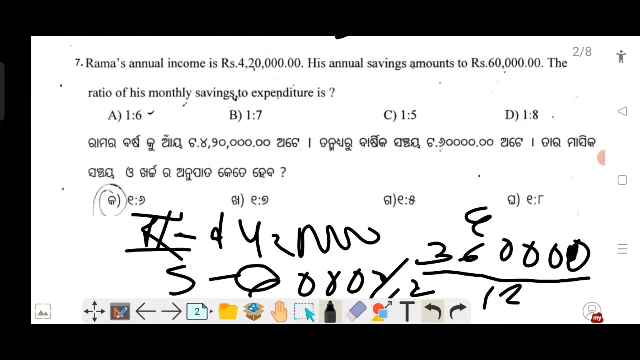 2/8
7. Rama's annual income is Rs.4,20,000.00. His annual savings amounts to Rs.60,000.00. The
ratio of his monthly savings to expenditure is ?
A) 1:6 B) 1:7 C) 1:5 D) 1:8
ରାମର ବର୍ଷ କୁ ଆୟ ଟ.୪,୨୦,୦୦୦.୦୦ ଅଟେ । ତନ୍ମଧ୍ୟରୁ ବାର୍ଷିକ ସଞ୍ଚୟ ଟ.୬୦୦୦୦.୦୦ ଅଟେ । ତାର ମାସିକ
ସଞ୍ଚୟ ଓ ଖର୍ଚ୍ଚ ର ଅନୁପାତ କେତେ ହେବ ?
କ) ୧:୬ ଖ) ୧:୭ ଗ) ୧:୫ ଘ) ୧:୮
E
360000
S - 12
12
2 T
my